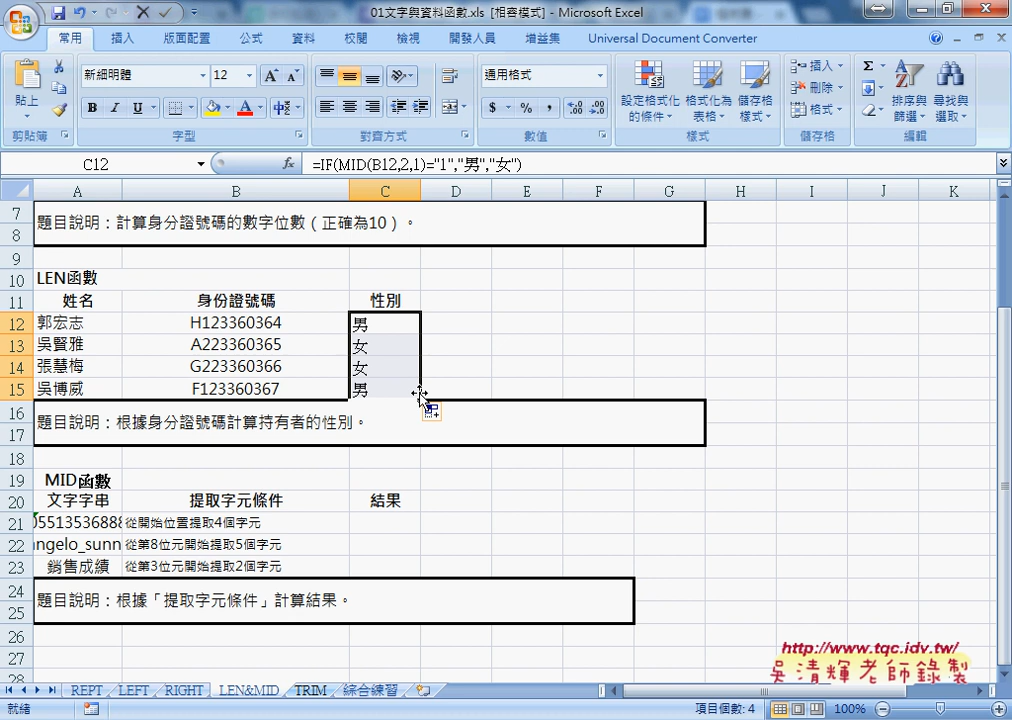 01文字與資料函數.xls [相容模式] - Microsoft Excel
常用 插入 版面配置 公式 資料 校閱 檢視 開發人員 增益集 Universal Document Converter
貼上 新細明體 12 通用格式 設定格式化的條件 格式化為表格 儲存格樣式 插入 刪除 格式 排序與篩選 尋找與選取
剪貼簿 字型 對齊方式 數值 樣式 儲存格 編輯
C12 fx =IF(MID(B12,2,1)="1","男","女")
A B C D E F G H I J K
7
8 題目說明：計算身分證號碼的數字位數（正確為10）。
9
10 LEN函數
11 姓名 身份證號碼 性別
12 郭宏志 H123360364 男
13 吳賢雅 A223360365 女
14 張慧梅 G223360366 女
15 吳博威 F123360367 男
16
17 題目說明：根據身分證號碼計算持有者的性別。
18
19 MID函數
20 文字字串 提取字元條件 結果
21 0551353688 從開始位置提取4個字元
22 angelo_sunn 從第8位元開始提取5個字元
23 銷售成績 從第3位元開始提取2個字元
24
25 題目說明：根據「提取字元條件」計算結果。
26
27
28
http://www.tqc.idv.tw/
吳清輝老師錄製
REPT LEFT RIGHT LEN&MID TRIM 綜合練習
就緒 項目個數: 4 100%